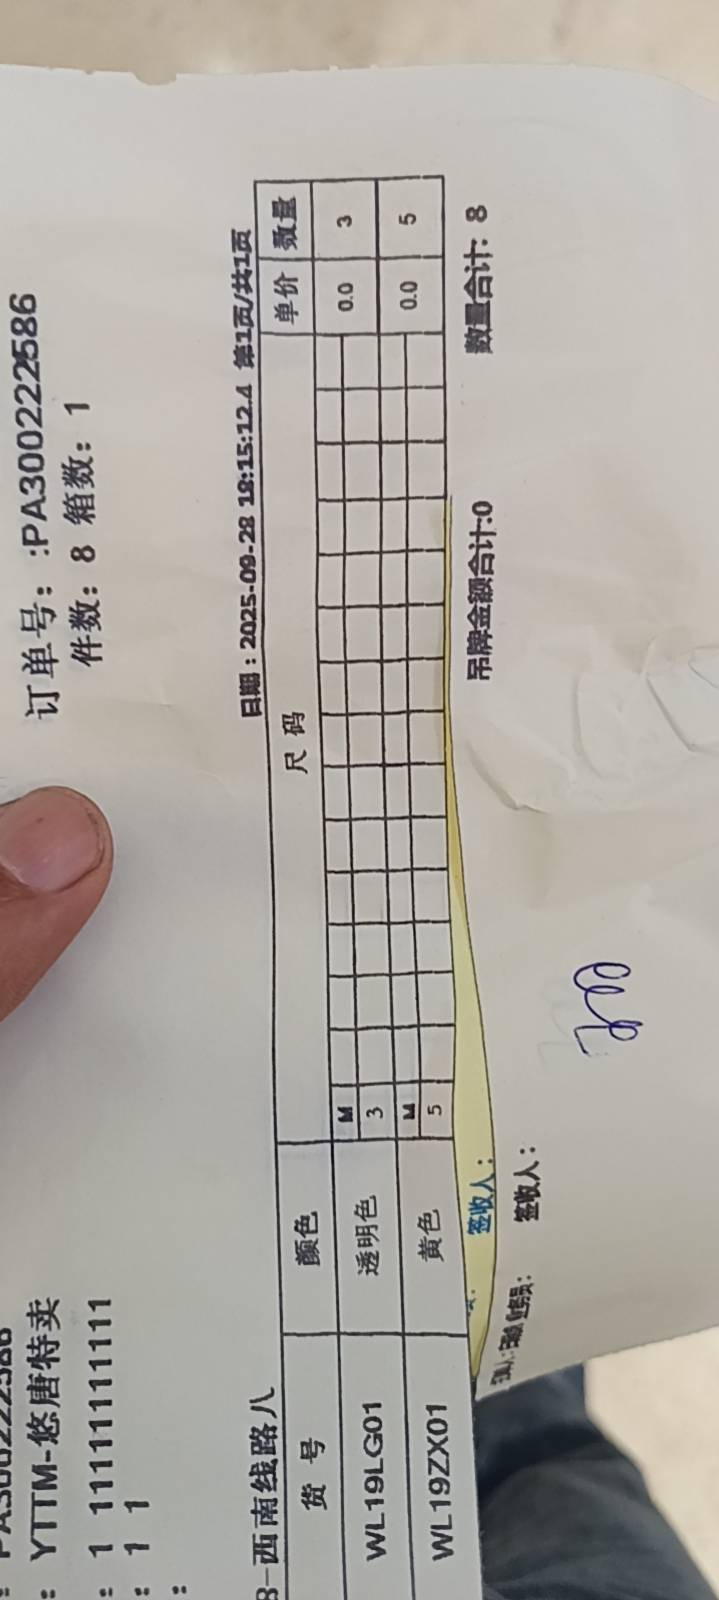 订单号：:PA300222586
件数：8 箱数：1
: YTTM-悠唐特卖
: 1 11111111111111
: 1 1
:
日期：2025-09-28 18:15:12.4 第1页/共1页
8-西南线路八
货号 颜色 尺码 单价 数量
WL19LG01 透明色 M 0.0 3
3
WL19ZX01 黄色 M 0.0 5
5
吊牌金额合计:0 数量合计: 8
签收人：
业务员： 签收人：